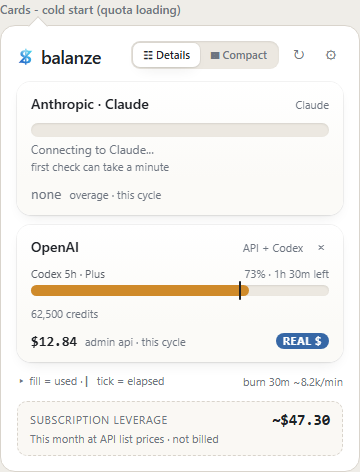 Cards - cold start (quota loading)
balanze
Details
Compact
Anthropic · Claude
Claude
Connecting to Claude...
first check can take a minute
none overage · this cycle
OpenAI
API + Codex ×
Codex 5h · Plus
73% · 1h 30m left
62,500 credits
$12.84 admin api · this cycle
REAL $
‣ fill = used · | tick = elapsed
burn 30m ~8.2k/min
SUBSCRIPTION LEVERAGE
~$47.30
This month at API list prices · not billed